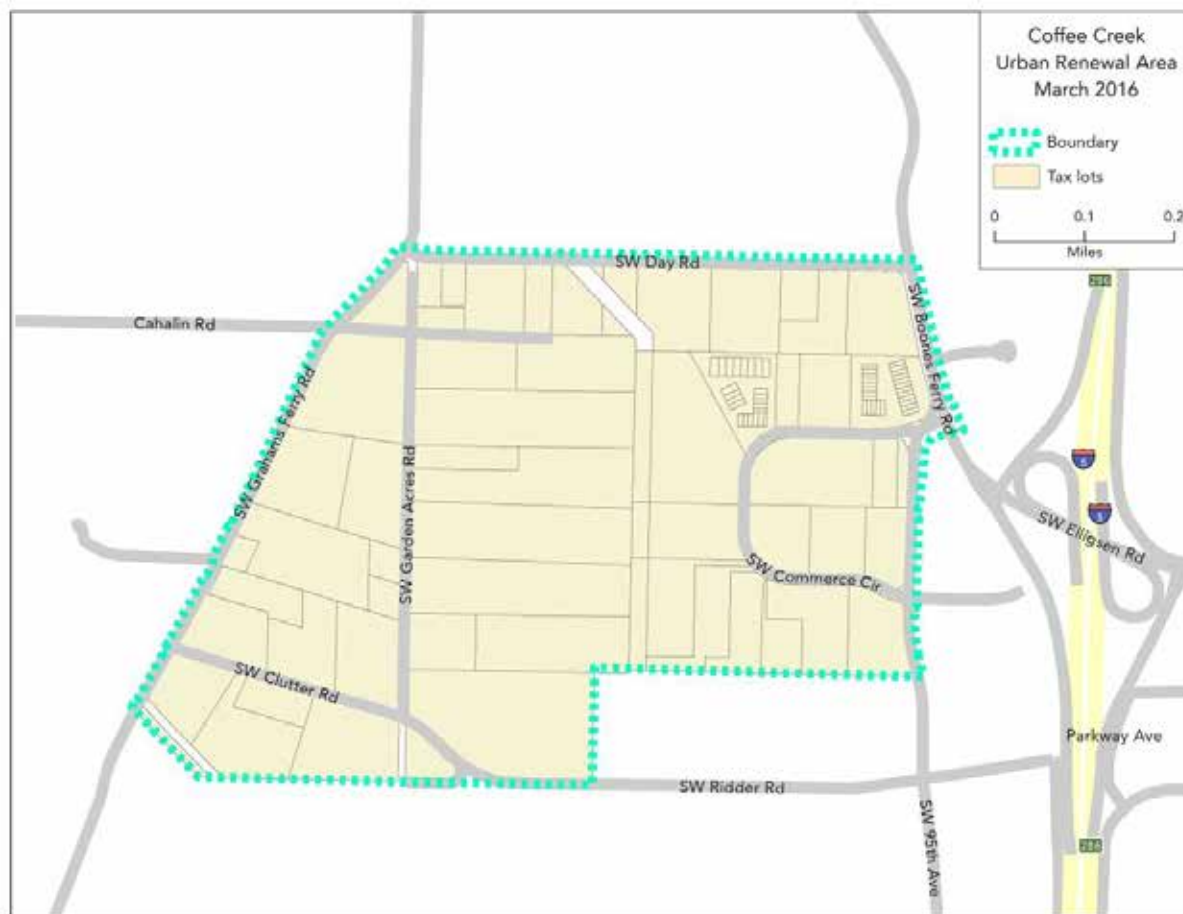 Coffee Creek
Urban Renewal Area
March 2016
Boundary
Tax lots
0 0.1 0.2
Miles
SW Day Rd
Cahalin Rd
SW Boones Ferry Rd
SW Grahams Ferry Rd
SW Garden Acres Rd
5
5
SW Elligsen Rd
SW Commerce Cir
SW Clutter Rd
Parkway Ave
SW Ridder Rd
SW 95th Ave
286